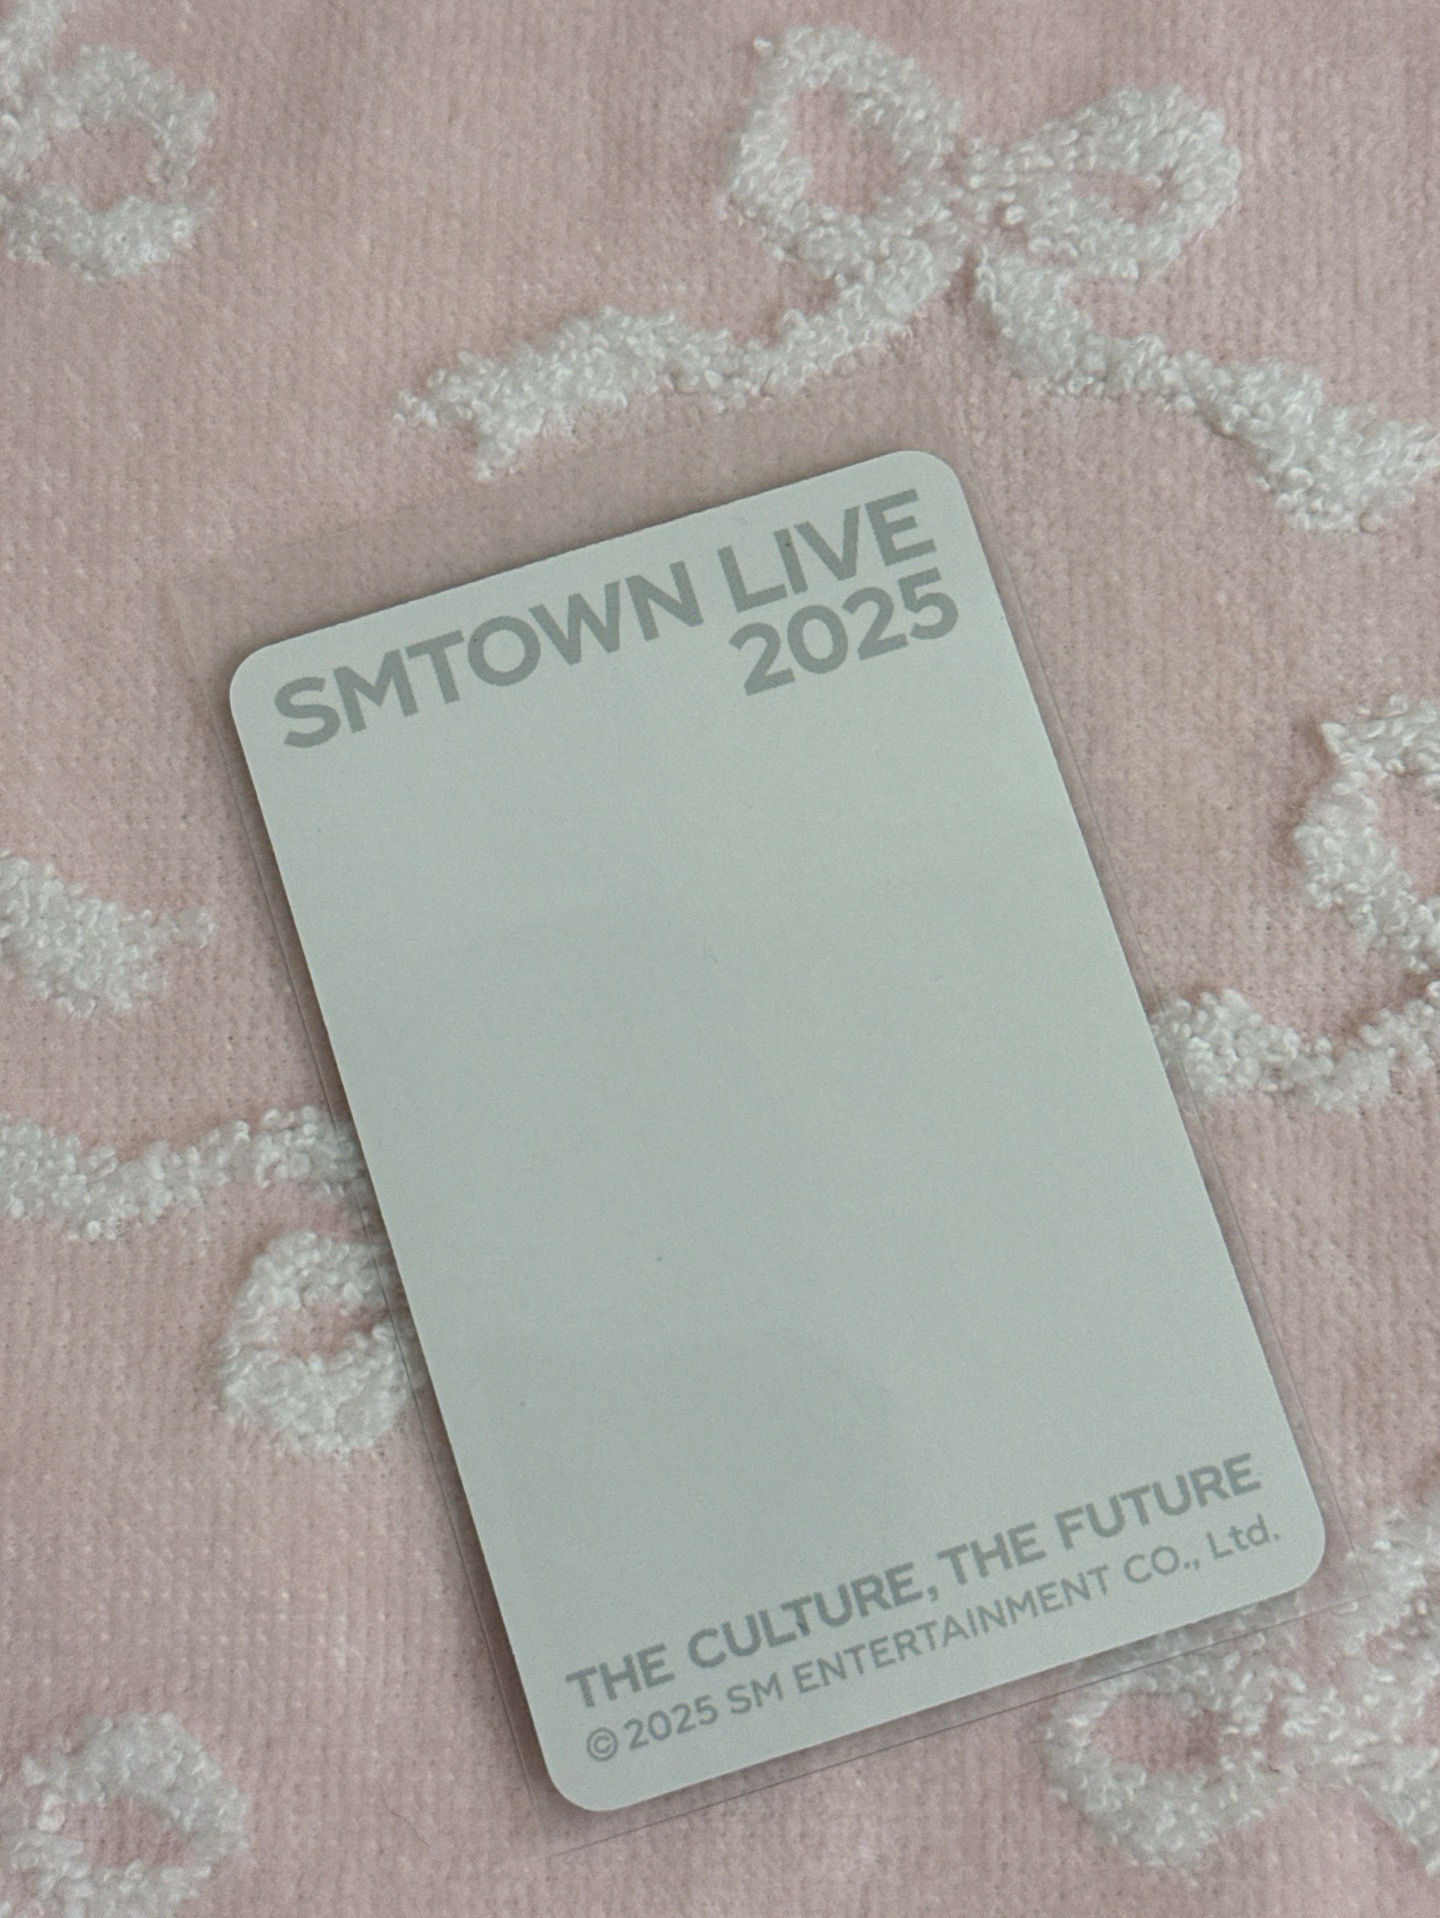 SMTOWN LIVE
2025
THE CULTURE, THE FUTURE
© 2025 SM ENTERTAINMENT CO., Ltd.